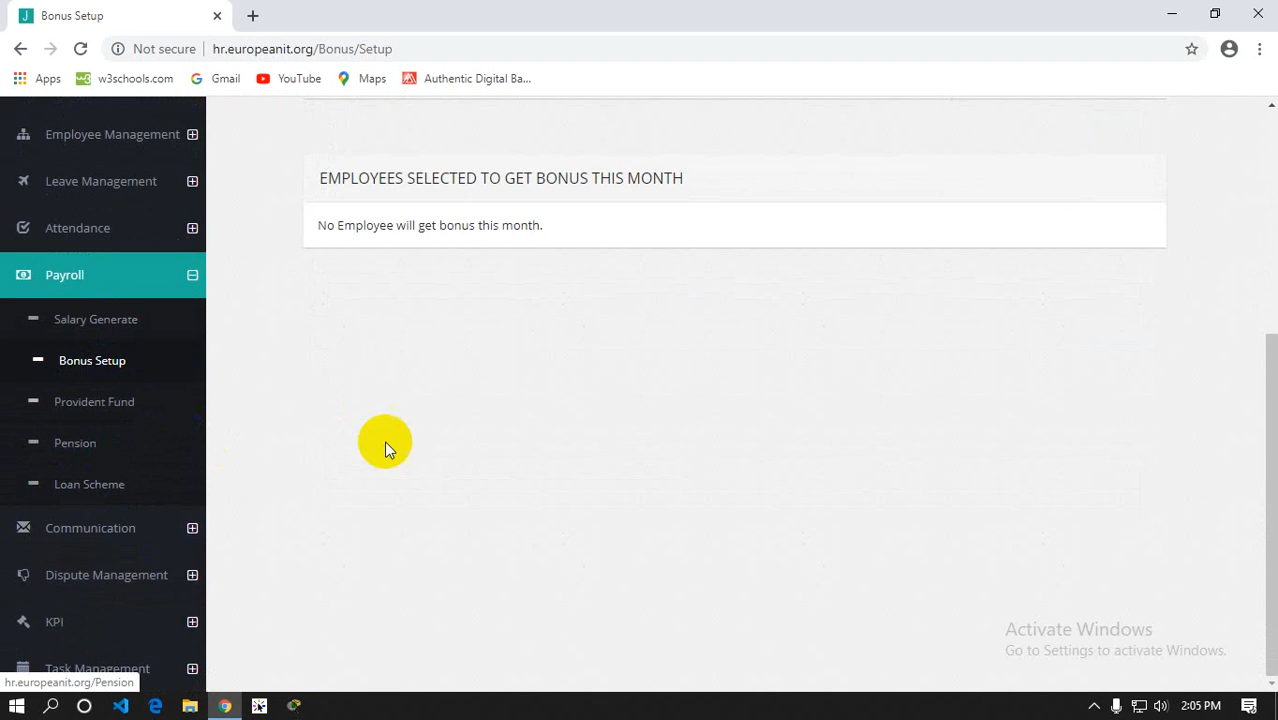 Bonus Setup
Not secure
hr.europeanit.org/Bonus/Setup
Apps
w3schools.com
Gmail
YouTube
Maps
Authentic Digital Ba...
Employee Management
Leave Management
Attendance
Payroll
Salary Generate
Bonus Setup
Provident Fund
Pension
Loan Scheme
Communication
Dispute Management
KPI
Task Management
hr.europeanit.org/Pension
EMPLOYEES SELECTED TO GET BONUS THIS MONTH
No Employee will get bonus this month.
Activate Windows
Go to Settings to activate Windows.
2:05 PM